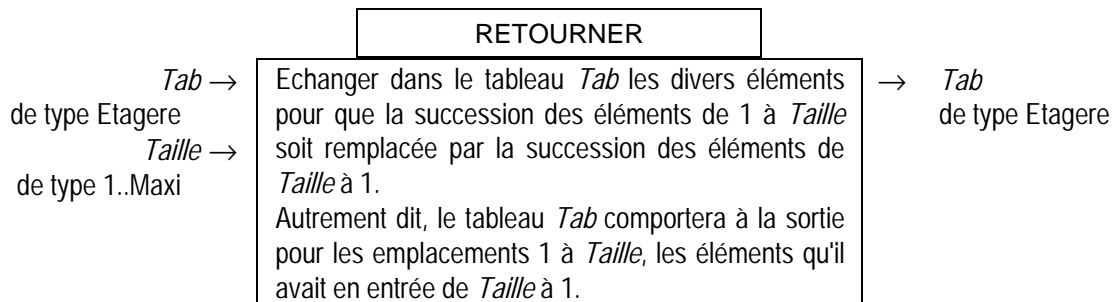 RETOURNER
Tab →
de type Etagere
Taille →
de type 1..Maxi
Echanger dans le tableau Tab les divers éléments
pour que la succession des éléments de 1 à Taille
soit remplacée par la succession des éléments de
Taille à 1.
Autrement dit, le tableau Tab comportera à la sortie
pour les emplacements 1 à Taille, les éléments qu'il
avait en entrée de Taille à 1.
→ Tab
de type Etagere